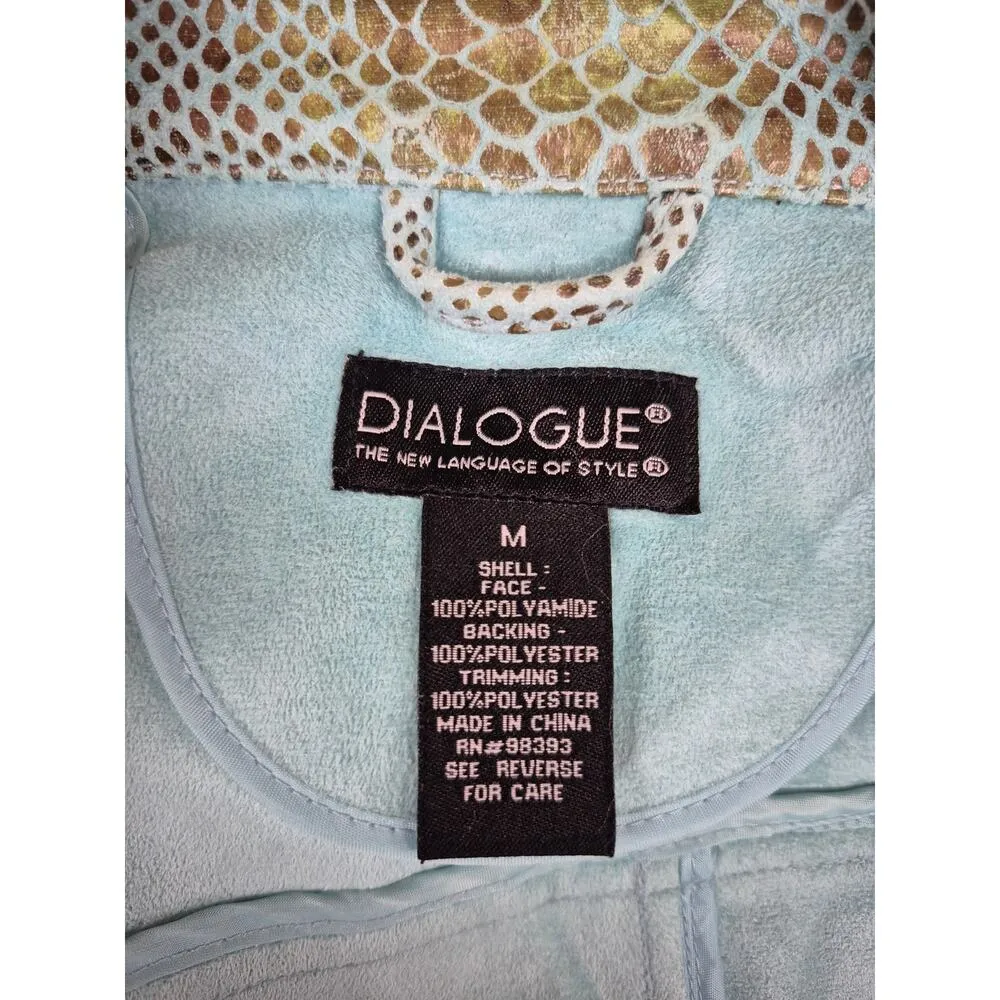 DIALOGUE®
THE NEW LANGUAGE OF STYLE®
M
SHELL :
FACE -
100%POLYAMIDE
BACKING -
100%POLYESTER
TRIMMING :
100%POLYESTER
MADE IN CHINA
RN#98393
SEE REVERSE
FOR CARE